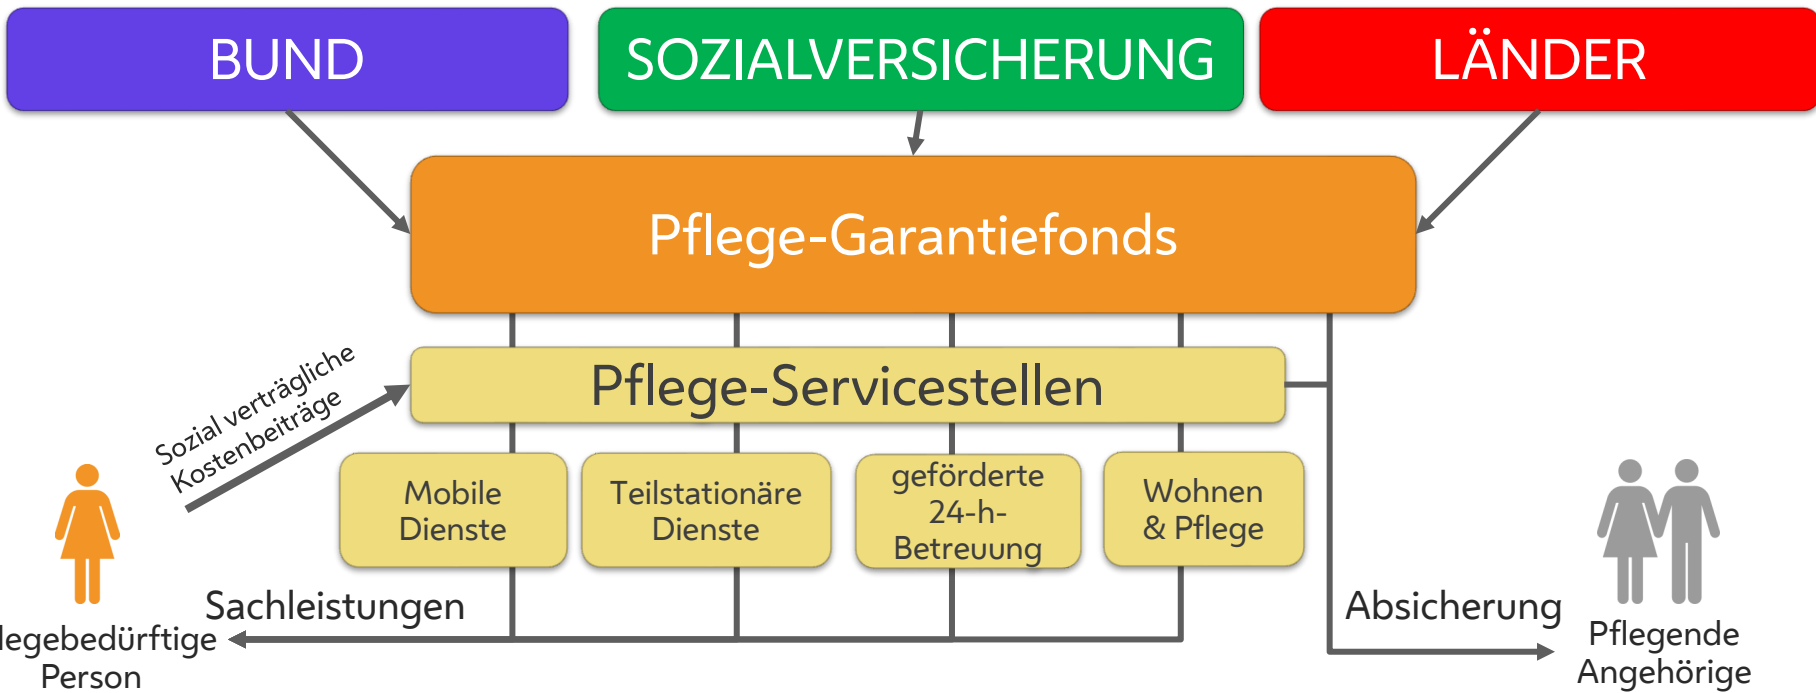 BUND
SOZIALVERSICHERUNG
LÄNDER
Pflege-Garantiefonds
Sozial verträgliche
Kostenbeiträge
Pflege-Servicestellen
Mobile
Dienste
Teilstationäre
Dienste
geförderte
24-h-
Betreuung
Wohnen
& Pflege
Sachleistungen
Absicherung
legebedürftige
Person
Pflegende
Angehörige